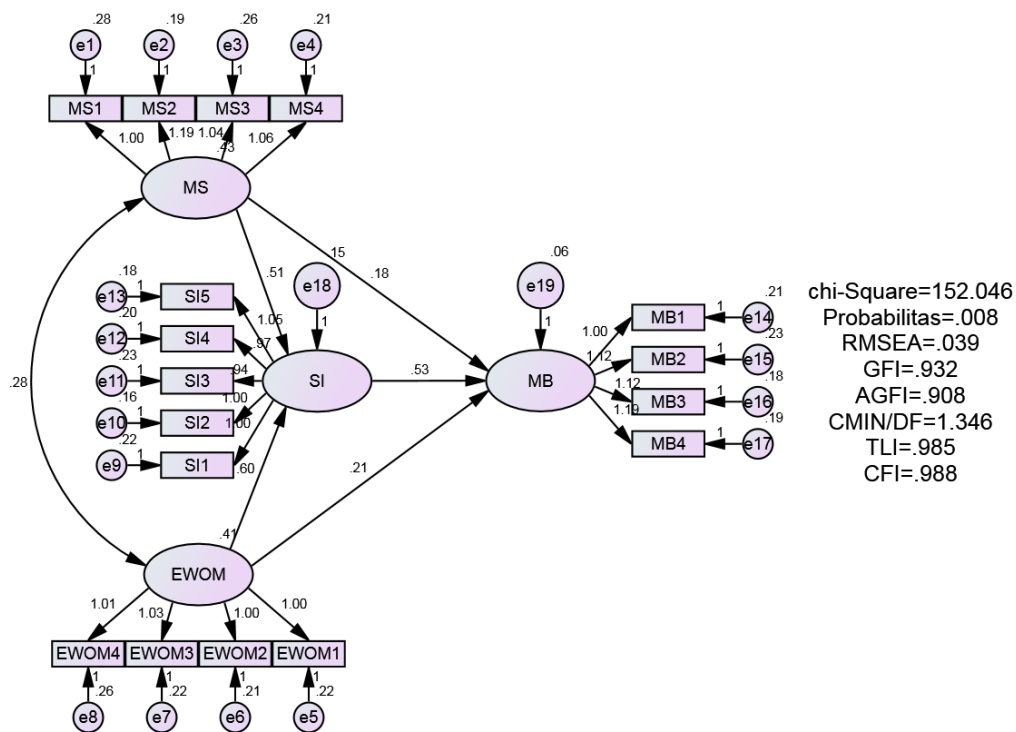 .28 .19 .26 .21
e1 e2 e3 e4
1 1 1 1
MS1 MS2 MS3 MS4
1.00 1.19 1.04 1.06
.43
MS
.15
.51 .18
.06
e18 e19
1 1
.18
e13 1 SI5
1.05
.20
e12 1 SI4
.97
.23
e11 1 SI3
.94
.16
e10 1 SI2
1.00
.22
e9 1 SI1
1.00
.60
SI
.53
MB
.21
1.00 MB1 1 e14
.23
1.12 MB2 1 e15
.18
1.12 MB3 1 e16
.19
1.19 MB4 1 e17
chi-Square=152.046
Probabilitas=.008
RMSEA=.039
GFI=.932
AGFI=.908
CMIN/DF=1.346
TLI=.985
CFI=.988
.28
.21
.41
EWOM
1.01 1.03 1.00 1.00
EWOM4 EWOM3 EWOM2 EWOM1
1 1 1 1
.26 .22 .21 .22
e8 e7 e6 e5